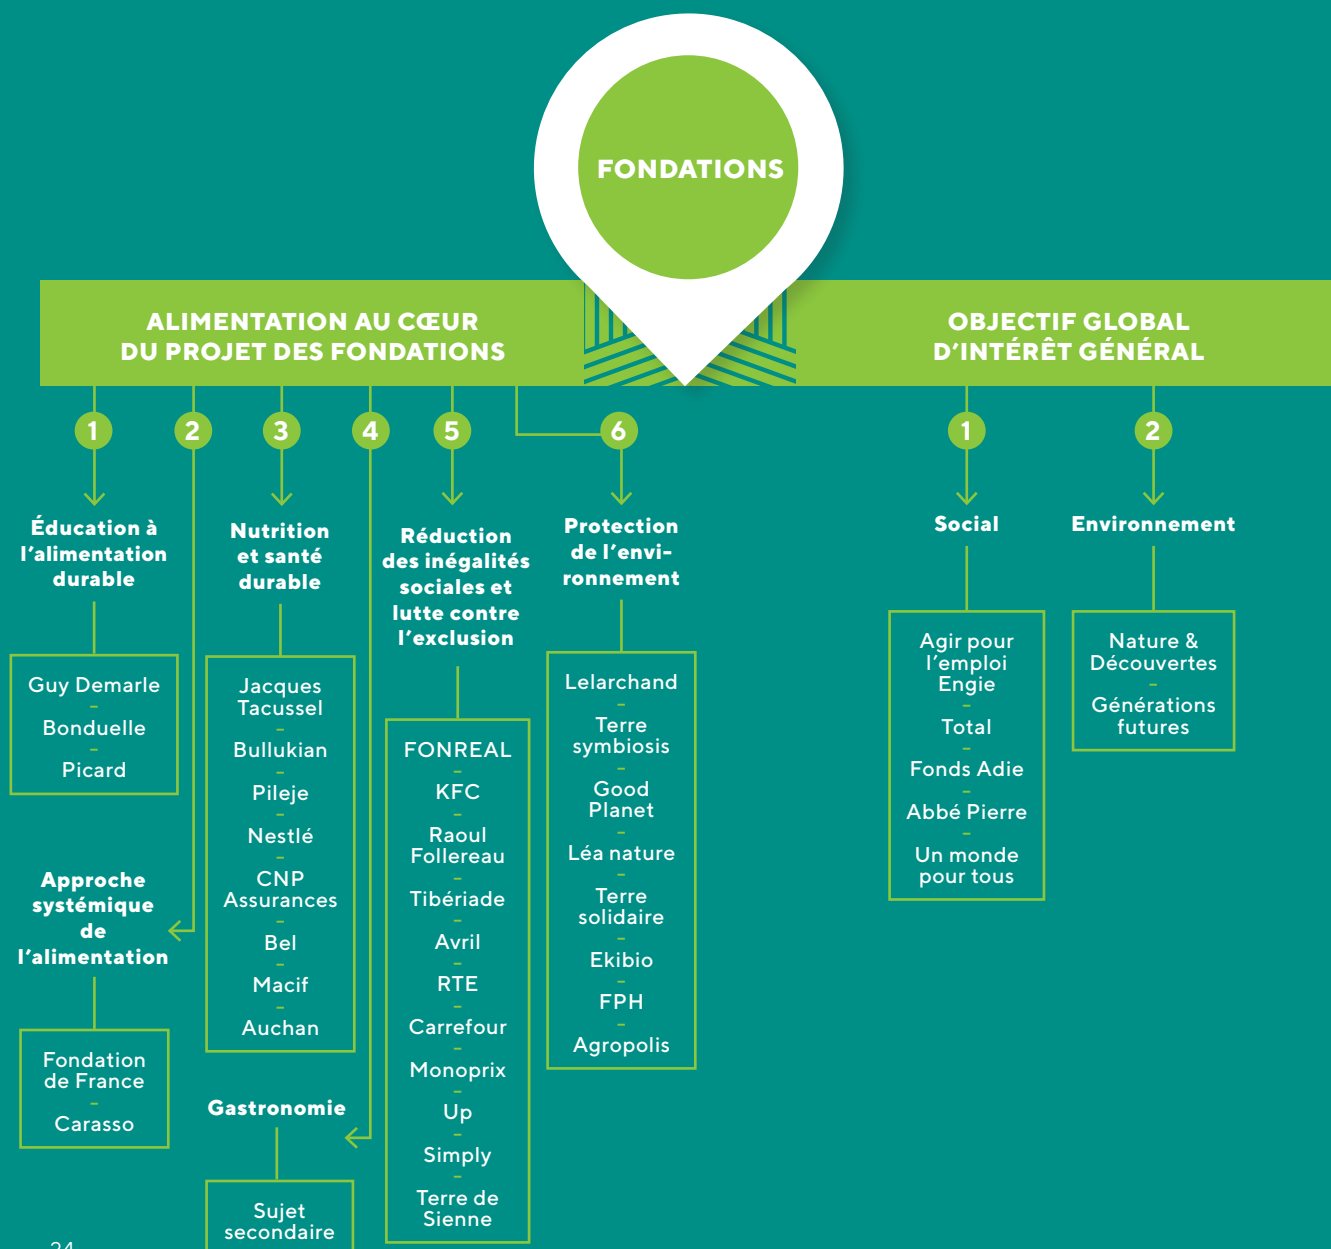 FONDATIONS
ALIMENTATION AU CŒUR
DU PROJET DES FONDATIONS
OBJECTIF GLOBAL
D’INTÉRÊT GÉNÉRAL
1
2
3
4
5
6
1
2
Éducation à
l’alimentation
durable
Guy Demarle
–
Bonduelle
–
Picard
Approche
systémique
de
l’alimentation
Fondation
de France
–
Carasso
Nutrition
et santé
durable
Jacques
Tacussel
–
Bullukian
–
Pileje
–
Nestlé
–
CNP
Assurances
–
Bel
–
Macif
–
Auchan
Gastronomie
Sujet
secondaire
Réduction
des inégalités
sociales et
lutte contre
l’exclusion
FONREAL
–
KFC
–
Raoul
Follereau
–
Tibériade
–
Avril
–
RTE
–
Carrefour
–
Monoprix
–
Up
–
Simply
–
Terre de
Sienne
Protection
de l’envi-
ronnement
Lelarchand
–
Terre
symbiosis
–
Good
Planet
–
Léa nature
–
Terre
solidaire
–
Ekibio
–
FPH
–
Agropolis
Social
Agir pour
l’emploi
Engie
–
Total
–
Fonds Adie
–
Abbé Pierre
–
Un monde
pour tous
Environnement
Nature &
Découvertes
–
Générations
futures
24